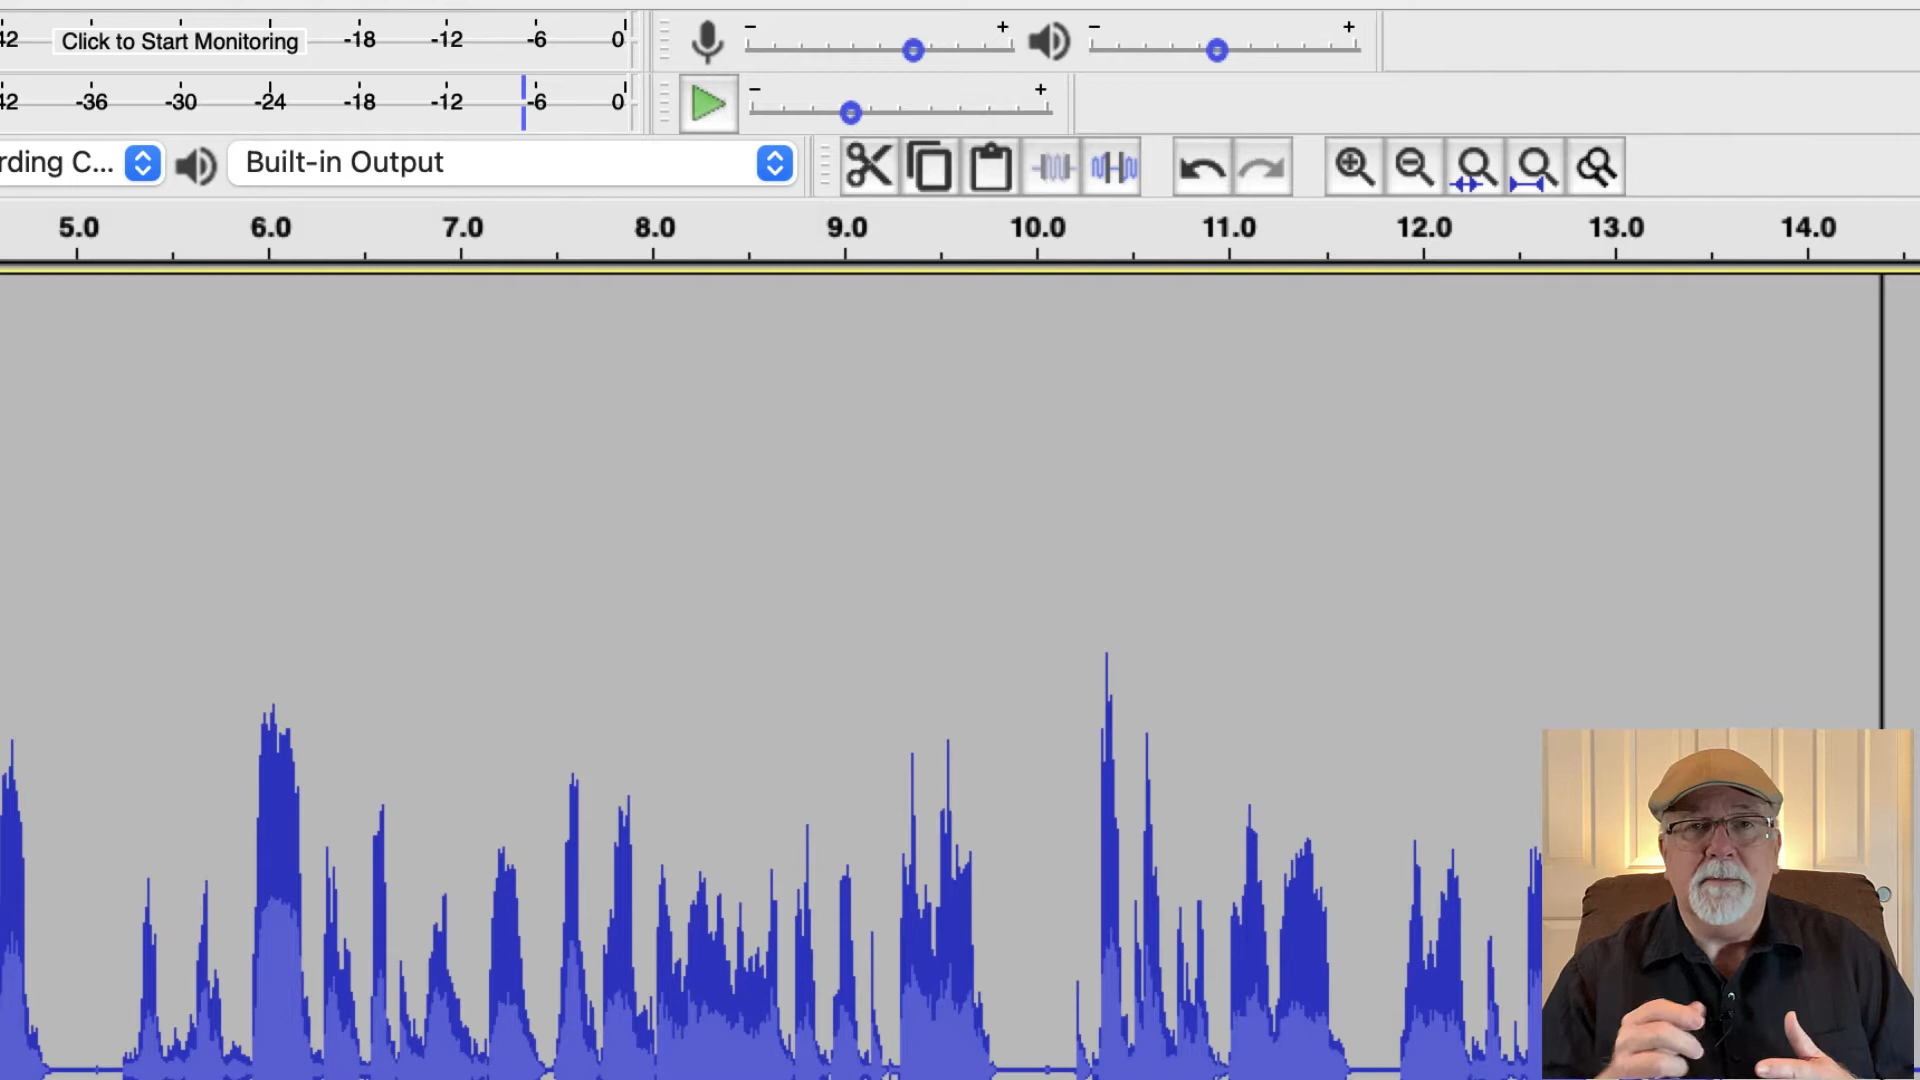 42 Click to Start Monitoring -18 -12 -6 0 - + - +
42 -36 -30 -24 -18 -12 -6 0 - +
rding C... Built-in Output
5.0 6.0 7.0 8.0 9.0 10.0 11.0 12.0 13.0 14.0